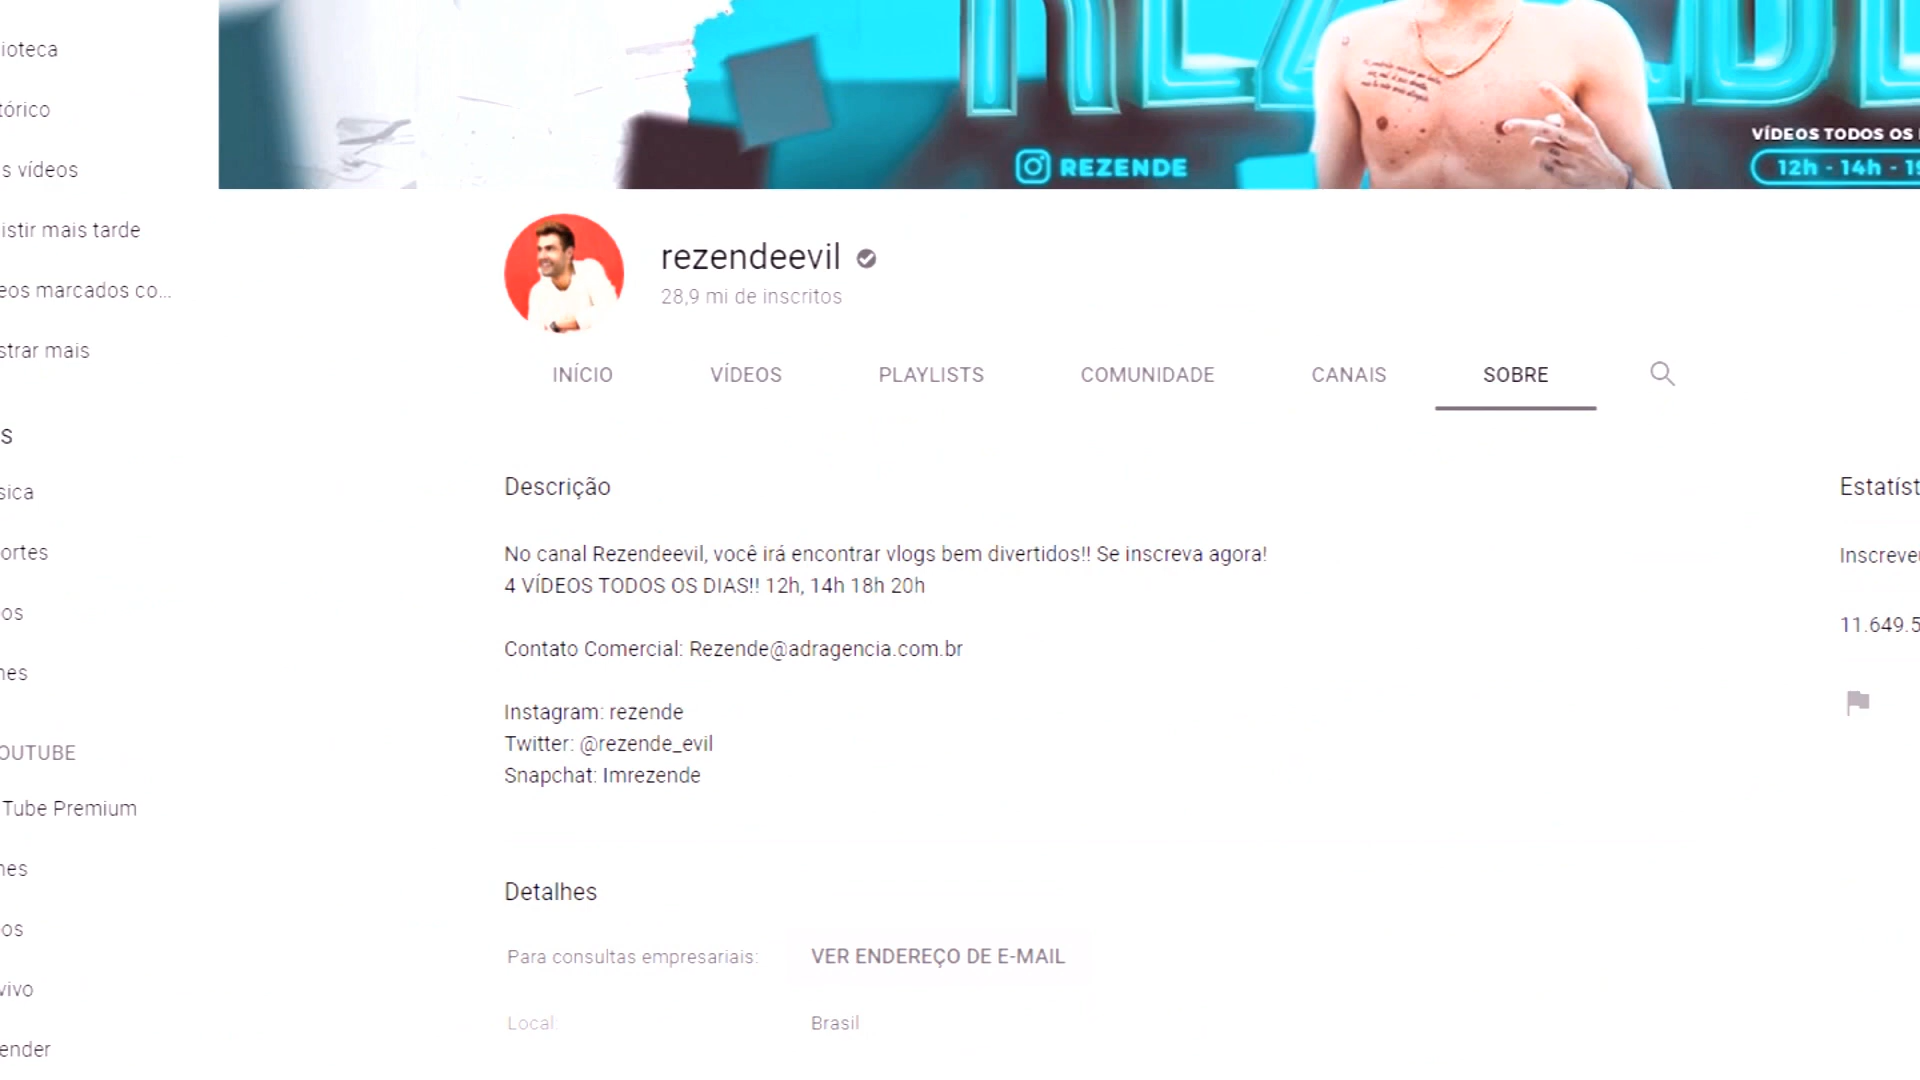 ioteca
tórico
s vídeos
istir mais tarde
eos marcados co...
strar mais
s
sica
ortes
os
nes
OUTUBE
Tube Premium
nes
os
vivo
ender
REZENDE
REZENDE
VÍDEOS TODOS OS
12h - 14h - 19
rezendeevil
28,9 mi de inscritos
INÍCIO VÍDEOS PLAYLISTS COMUNIDADE CANAIS SOBRE
Descrição
No canal Rezendeevil, você irá encontrar vlogs bem divertidos!! Se inscreva agora!
4 VÍDEOS TODOS OS DIAS!! 12h, 14h 18h 20h
Contato Comercial: Rezende@adragencia.com.br
Instagram: rezende
Twitter: @rezende_evil
Snapchat: Imrezende
Detalhes
Para consultas empresariais: VER ENDEREÇO DE E-MAIL
Local: Brasil
Estatíst
Inscreve
11.649.5